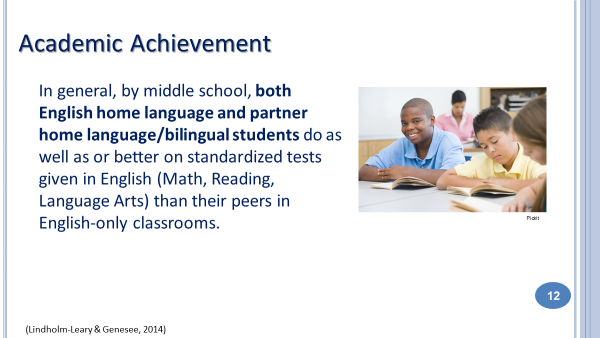 Academic Achievement
In general, by middle school, both
English home language and partner
home language/bilingual students do as
well as or better on standardized tests
given in English (Math, Reading,
Language Arts) than their peers in
English-only classrooms.
12
(Lindholm-Leary & Genesee, 2014)